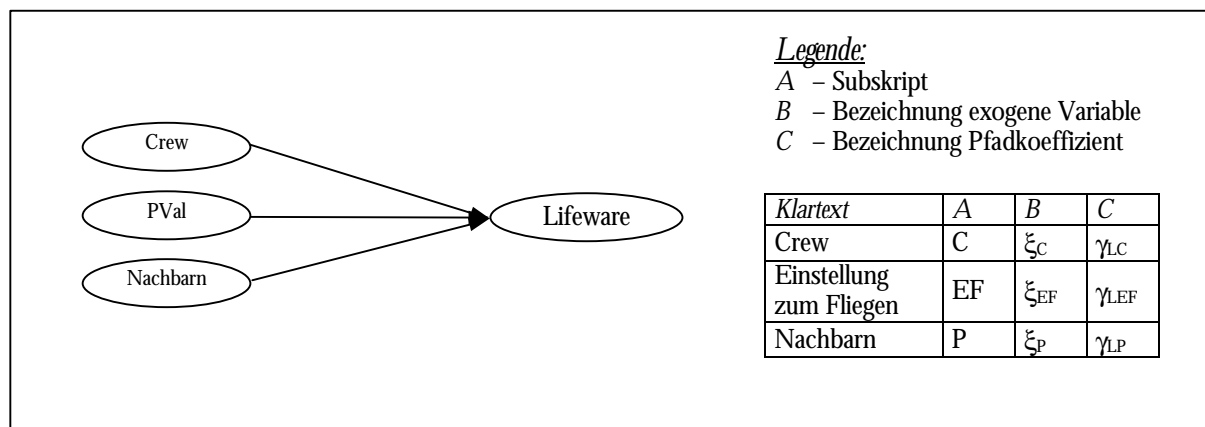 Crew
PVal
Nachbarn
Lifeware
Legende:
A – Subskript
B – Bezeichnung exogene Variable
C – Bezeichnung Pfadkoeffizient
Klartext A B C
Crew C ξC γLC
Einstellung
zum Fliegen EF ξEF γLEF
Nachbarn P ξP γLP